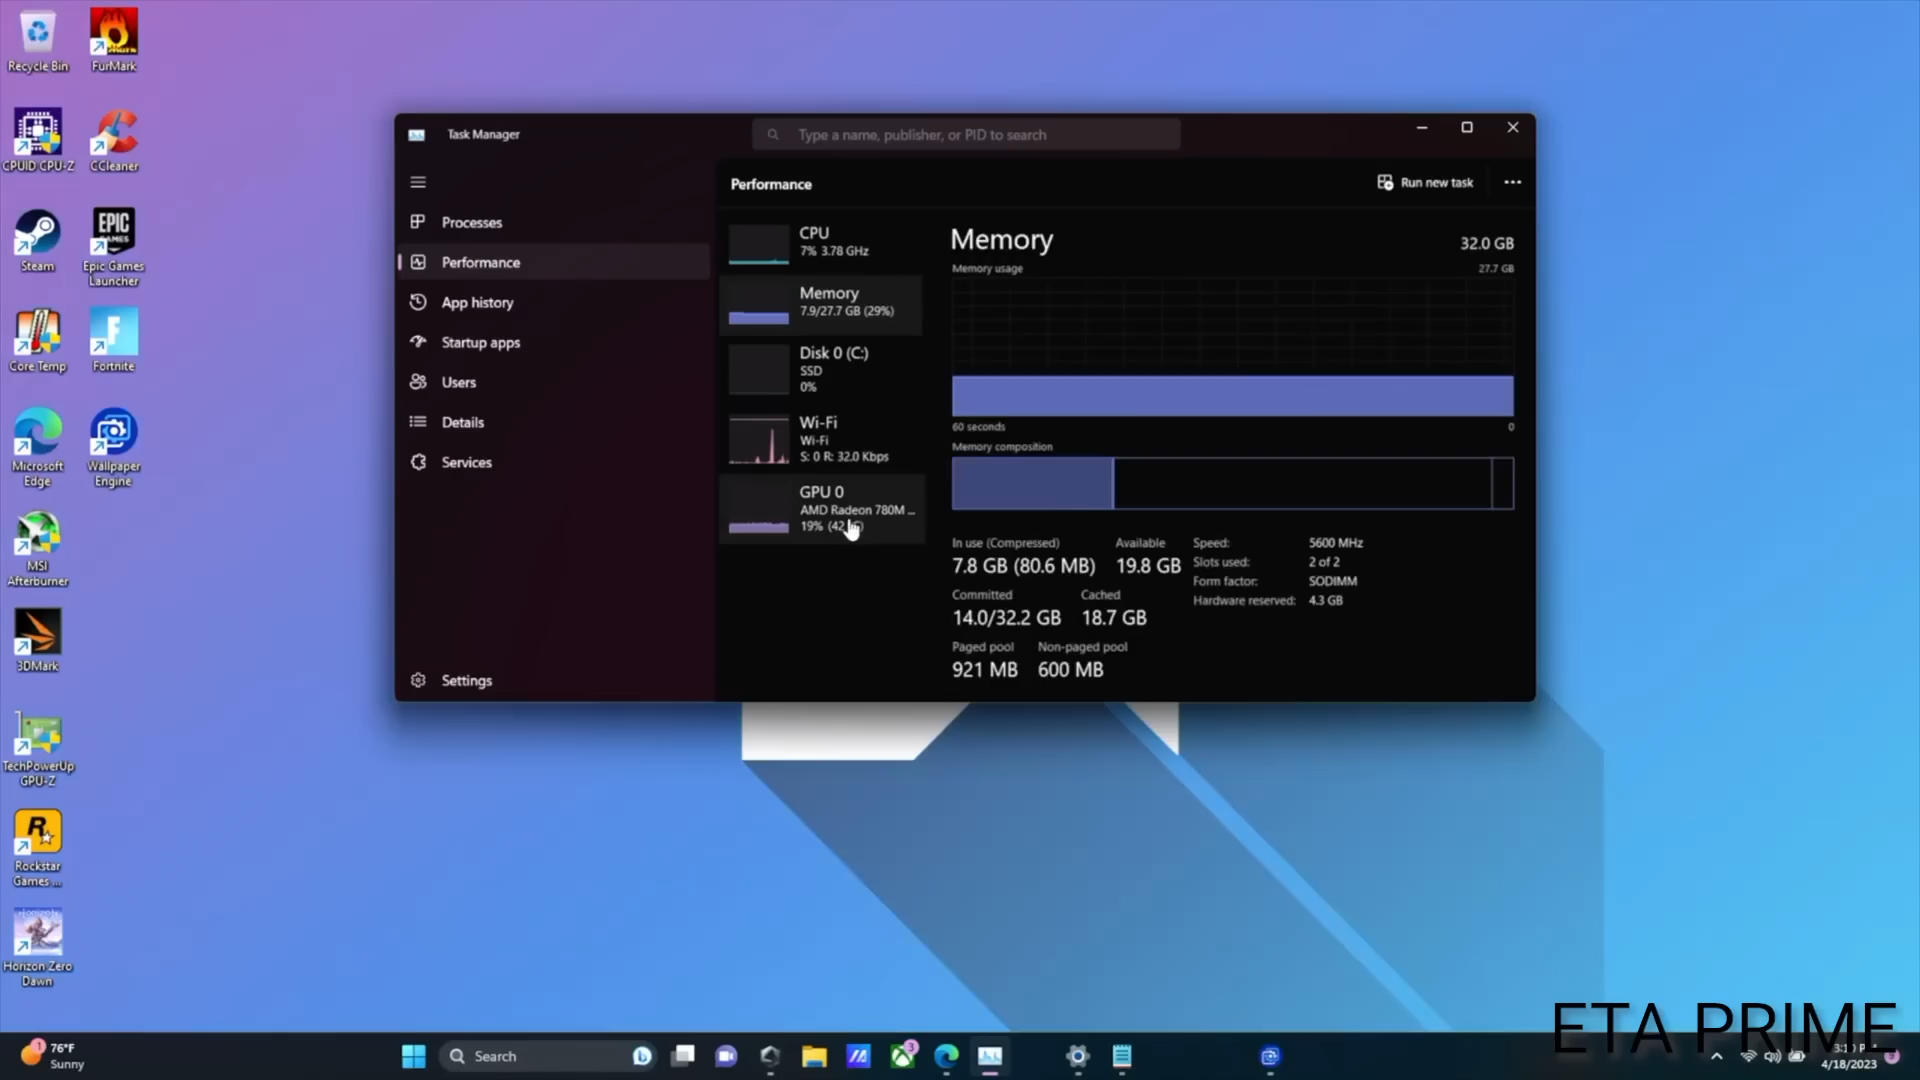 Recycle Bin
FurMark
CPUID CPU-Z
CCleaner
Steam
EPIC
GAMES
Epic Games
Launcher
Core Temp
Fortnite
Microsoft
Edge
Wallpaper
Engine
MSI
Afterburner
3DMark
TechPowerUp
GPU-Z
R
Rockstar
Games ...
Horizon Zero
Dawn
Task Manager
Type a name, publisher, or PID to search
Processes
Performance
App history
Startup apps
Users
Details
Services
Settings
Performance
Run new task
CPU
7% 3.78 GHz
Memory
7.9/27.7 GB (29%)
Disk 0 (C:)
SSD
0%
Wi-Fi
Wi-Fi
S: 0 R: 32.0 Kbps
GPU 0
AMD Radeon 780M ...
19%
Memory
32.0 GB
Memory usage
27.7 GB
60 seconds
0
Memory composition
In use (Compressed)
7.8 GB (80.6 MB)
Available
19.8 GB
Committed
14.0/32.2 GB
Cached
18.7 GB
Paged pool
921 MB
Non-paged pool
600 MB
Speed: 5600 MHz
Slots used: 2 of 2
Form factor: SODIMM
Hardware reserved: 4.3 GB
ETA PRIME
1
76°F
Sunny
Search
3
4/18/2023